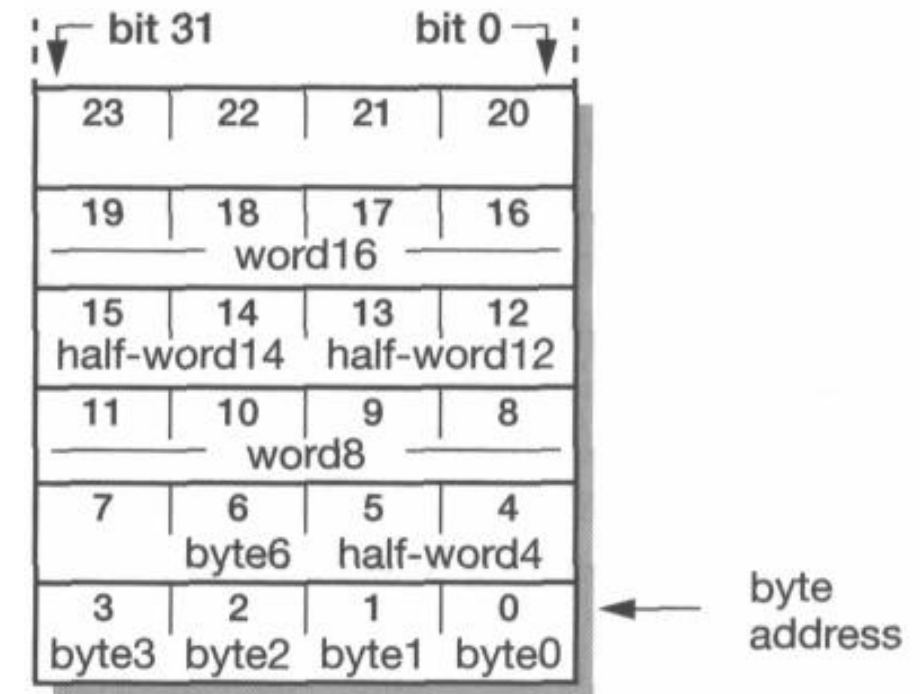 bit 31 bit 0
23 22 21 20
19 18 17 16
word16
15 14 13 12
half-word14 half-word12
11 10 9 8
word8
7 6 5 4
byte6 half-word4
3 2 1 0
byte3 byte2 byte1 byte0
byte
address